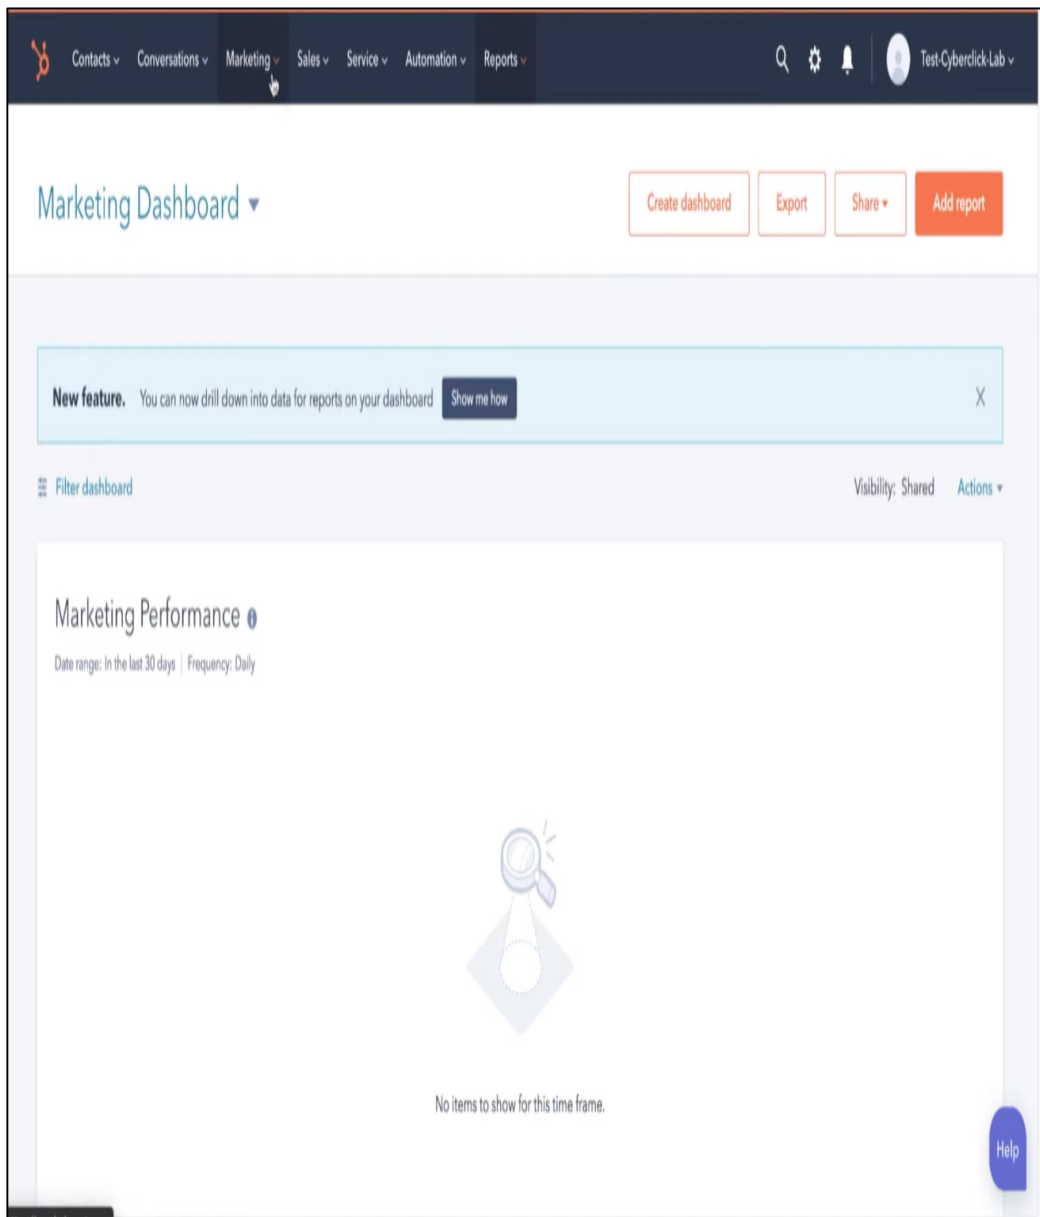 Contacts Conversations Marketing Sales Service Automation Reports Test-Cyberclick-Lab
Marketing Dashboard
Create dashboard Export Share Add report
New feature. You can now drill down into data for reports on your dashboard Show me how X
Filter dashboard
Visibility: Shared Actions
Marketing Performance
Date range: In the last 30 days | Frequency: Daily
No items to show for this time frame.
Help